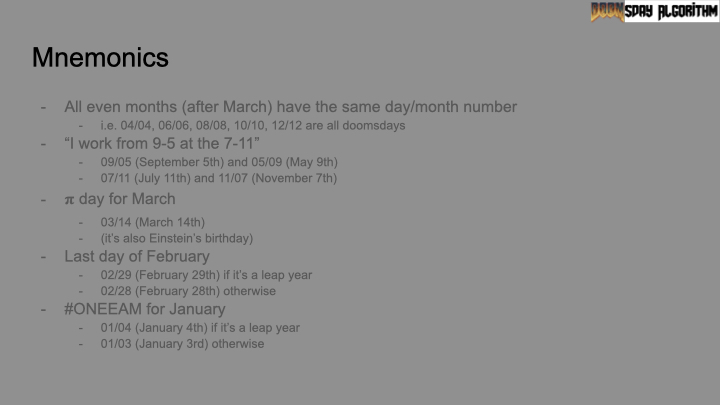 DOOMSDAY ALGORITHM
Mnemonics
- All even months (after March) have the same day/month number
- i.e. 04/04, 06/06, 08/08, 10/10, 12/12 are all doomsdays
- “I work from 9-5 at the 7-11”
- 09/05 (September 5th) and 05/09 (May 9th)
- 07/11 (July 11th) and 11/07 (November 7th)
- π day for March
- 03/14 (March 14th)
- (it’s also Einstein’s birthday)
- Last day of February
- 02/29 (February 29th) if it’s a leap year
- 02/28 (February 28th) otherwise
- #ONEEAM for January
- 01/04 (January 4th) if it’s a leap year
- 01/03 (January 3rd) otherwise